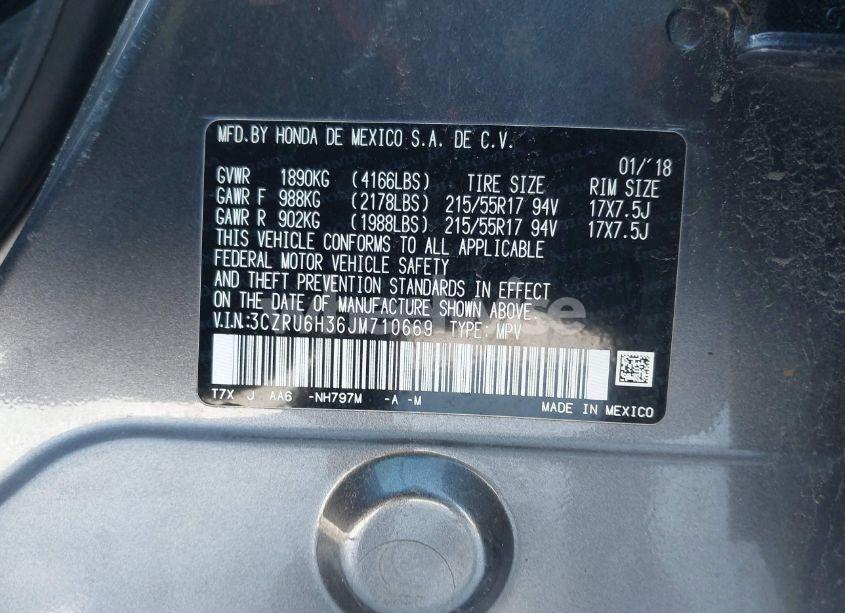 MFD.BY HONDA DE MEXICO S.A. DE C.V.
01/'18
GVWR 1890KG (4166LBS) TIRE SIZE RIM SIZE
GAWR F 988KG (2178LBS) 215/55R17 94V 17X7.5J
GAWR R 902KG (1988LBS) 215/55R17 94V 17X7.5J
THIS VEHICLE CONFORMS TO ALL APPLICABLE
FEDERAL MOTOR VEHICLE SAFETY
AND THEFT PREVENTION STANDARDS IN EFFECT
ON THE DATE OF MANUFACTURE SHOWN ABOVE.
V.IN:3CZRU6H36JM710669 TYPE: MPV
T7X J AA6 -NH797M -A -M
MADE IN MEXICO